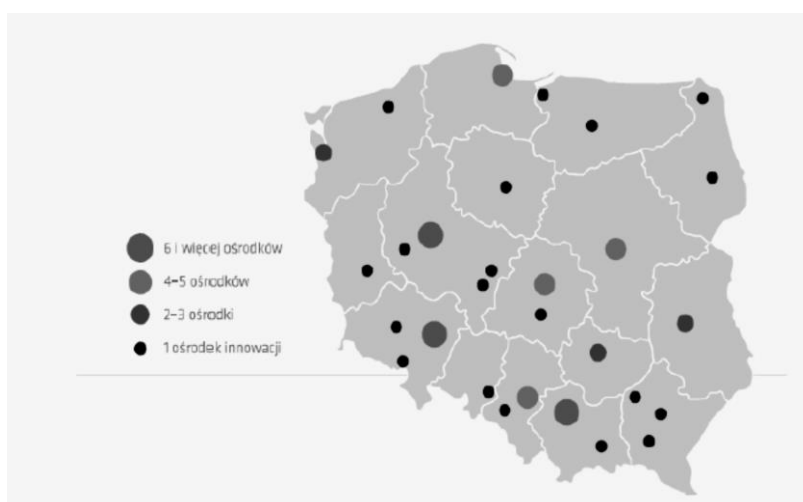 6 i więcej ośrodków
4–5 ośrodków
2–3 ośrodki
1 ośrodek innowacji